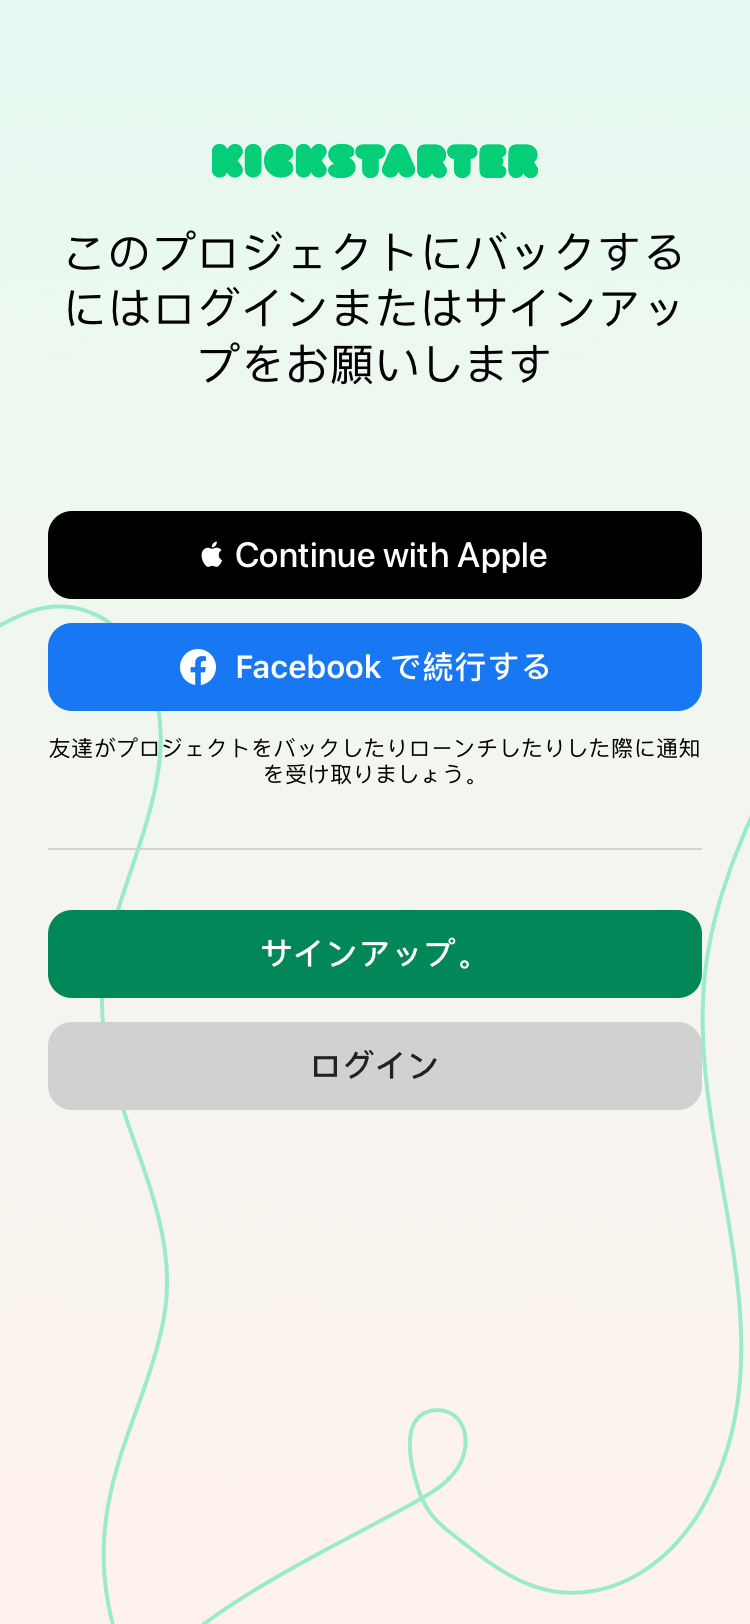 KICKSTARTER
このプロジェクトにバックする
にはログインまたはサインアッ
プをお願いします
Continue with Apple
Facebook で続行する
友達がプロジェクトをバックしたりローンチしたりした際に通知
を受け取りましょう。
サインアップ。
ログイン